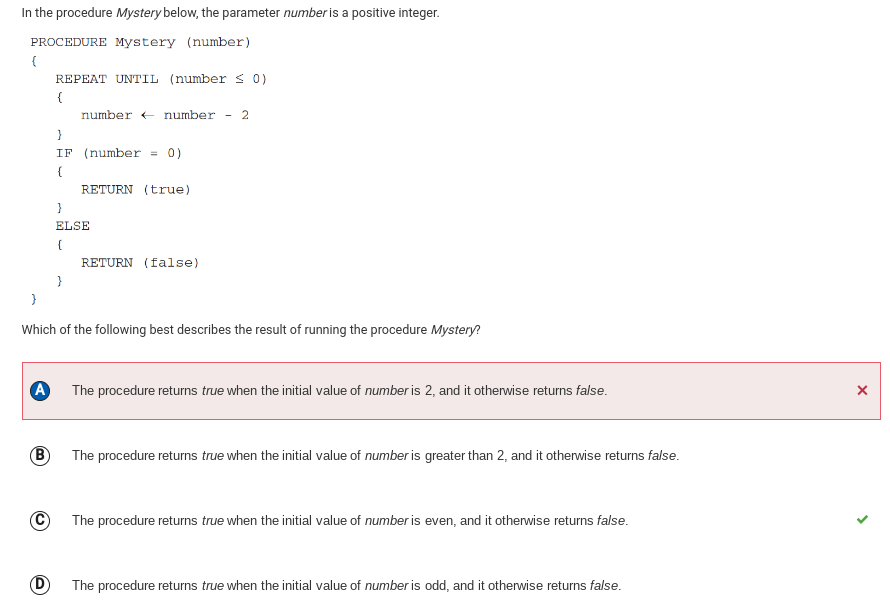 In the procedure Mystery below, the parameter number is a positive integer.
PROCEDURE Mystery (number)
{
REPEAT UNTIL (number ≤ 0)
{
number ← number - 2
}
IF (number = 0)
{
RETURN (true)
}
ELSE
{
RETURN (false)
}
}
Which of the following best describes the result of running the procedure Mystery?
A The procedure returns true when the initial value of number is 2, and it otherwise returns false.
B The procedure returns true when the initial value of number is greater than 2, and it otherwise returns false.
C The procedure returns true when the initial value of number is even, and it otherwise returns false.
D The procedure returns true when the initial value of number is odd, and it otherwise returns false.